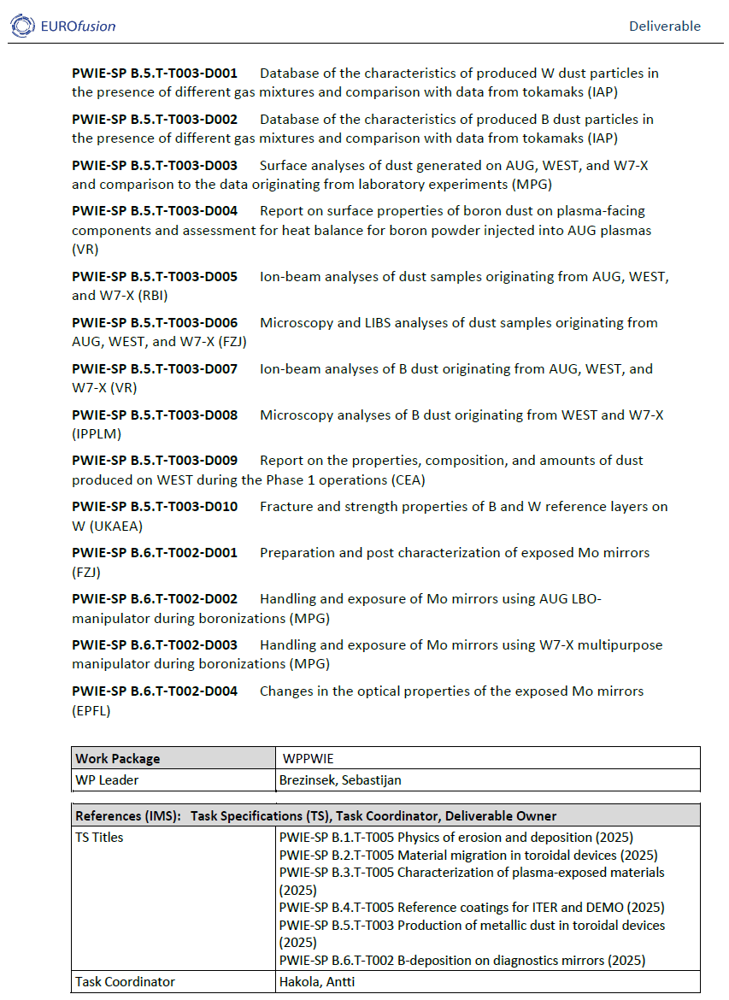 EUROfusion
Deliverable
PWIE-SP B.5.T-T003-D001 Database of the characteristics of produced W dust particles in
the presence of different gas mixtures and comparison with data from tokamaks (IAP)
PWIE-SP B.5.T-T003-D002 Database of the characteristics of produced B dust particles in
the presence of different gas mixtures and comparison with data from tokamaks (IAP)
PWIE-SP B.5.T-T003-D003 Surface analyses of dust generated on AUG, WEST, and W7-X
and comparison to the data originating from laboratory experiments (MPG)
PWIE-SP B.5.T-T003-D004 Report on surface properties of boron dust on plasma-facing
components and assessment for heat balance for boron powder injected into AUG plasmas
(VR)
PWIE-SP B.5.T-T003-D005 Ion-beam analyses of dust samples originating from AUG, WEST,
and W7-X (RBI)
PWIE-SP B.5.T-T003-D006 Microscopy and LIBS analyses of dust samples originating from
AUG, WEST, and W7-X (FZJ)
PWIE-SP B.5.T-T003-D007 Ion-beam analyses of B dust originating from AUG, WEST, and
W7-X (VR)
PWIE-SP B.5.T-T003-D008 Microscopy analyses of B dust originating from WEST and W7-X
(IPPLM)
PWIE-SP B.5.T-T003-D009 Report on the properties, composition, and amounts of dust
produced on WEST during the Phase 1 operations (CEA)
PWIE-SP B.5.T-T003-D010 Fracture and strength properties of B and W reference layers on
W (UKAEA)
PWIE-SP B.6.T-T002-D001 Preparation and post characterization of exposed Mo mirrors
(FZJ)
PWIE-SP B.6.T-T002-D002 Handling and exposure of Mo mirrors using AUG LBO-
manipulator during boronizations (MPG)
PWIE-SP B.6.T-T002-D003 Handling and exposure of Mo mirrors using W7-X multipurpose
manipulator during boronizations (MPG)
PWIE-SP B.6.T-T002-D004 Changes in the optical properties of the exposed Mo mirrors
(EPFL)
Work Package WPPWIE
WP Leader Brezinsek, Sebastijan
References (IMS): Task Specifications (TS), Task Coordinator, Deliverable Owner
TS Titles PWIE-SP B.1.T-T005 Physics of erosion and deposition (2025)
PWIE-SP B.2.T-T005 Material migration in toroidal devices (2025)
PWIE-SP B.3.T-T005 Characterization of plasma-exposed materials
(2025)
PWIE-SP B.4.T-T005 Reference coatings for ITER and DEMO (2025)
PWIE-SP B.5.T-T003 Production of metallic dust in toroidal devices
(2025)
PWIE-SP B.6.T-T002 B-deposition on diagnostics mirrors (2025)
Task Coordinator Hakola, Antti